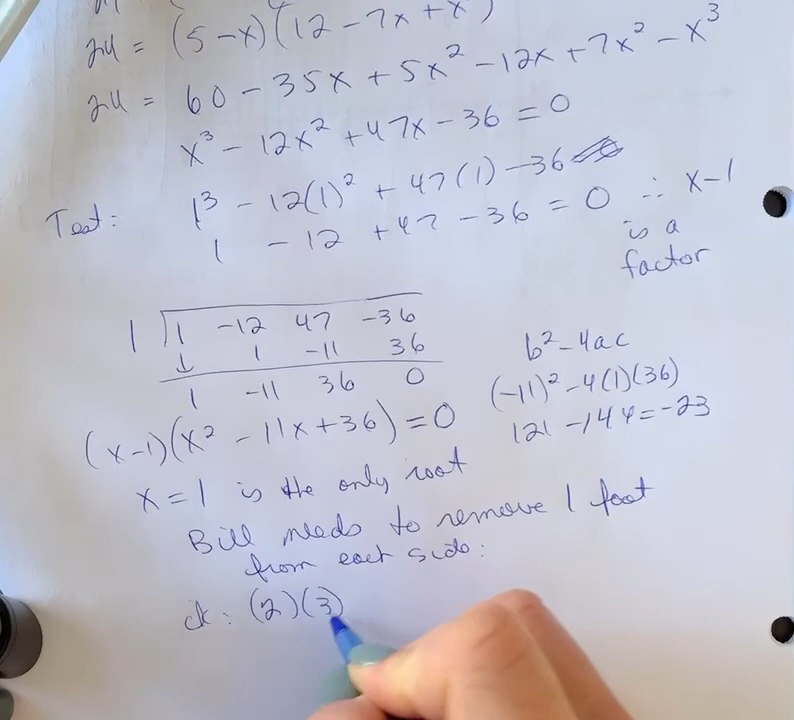 24 = (5-x)(12 - 7x + x
24 = 60 - 35x + 5x² - 12x + 7x² - x³
x³ - 12x² + 47x - 36 = 0
Test: 1³ - 12(1)² + 47(1) - 36
1 - 12 + 47 - 36 = 0 ∴ x-1
is a
factor
1 1 -12 47 -36
↓ 1 -11 36
1 -11 36 0
(x-1)(x² - 11x + 36) = 0
b² - 4ac
(-11)² - 4(1)(36)
121 - 144 = -23
x = 1 is the only root
Bill needs to remove 1 foot
from each side:
ck: (2)(3)